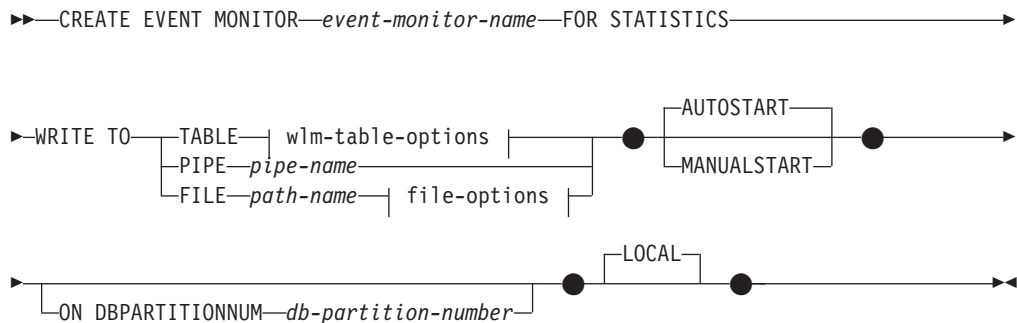 CREATE EVENT MONITOR event-monitor-name FOR STATISTICS
AUTOSTART
WRITE TO TABLE wlm-table-options
PIPE pipe-name MANUALSTART
FILE path-name file-options
LOCAL
ON DBPARTITIONNUM db-partition-number